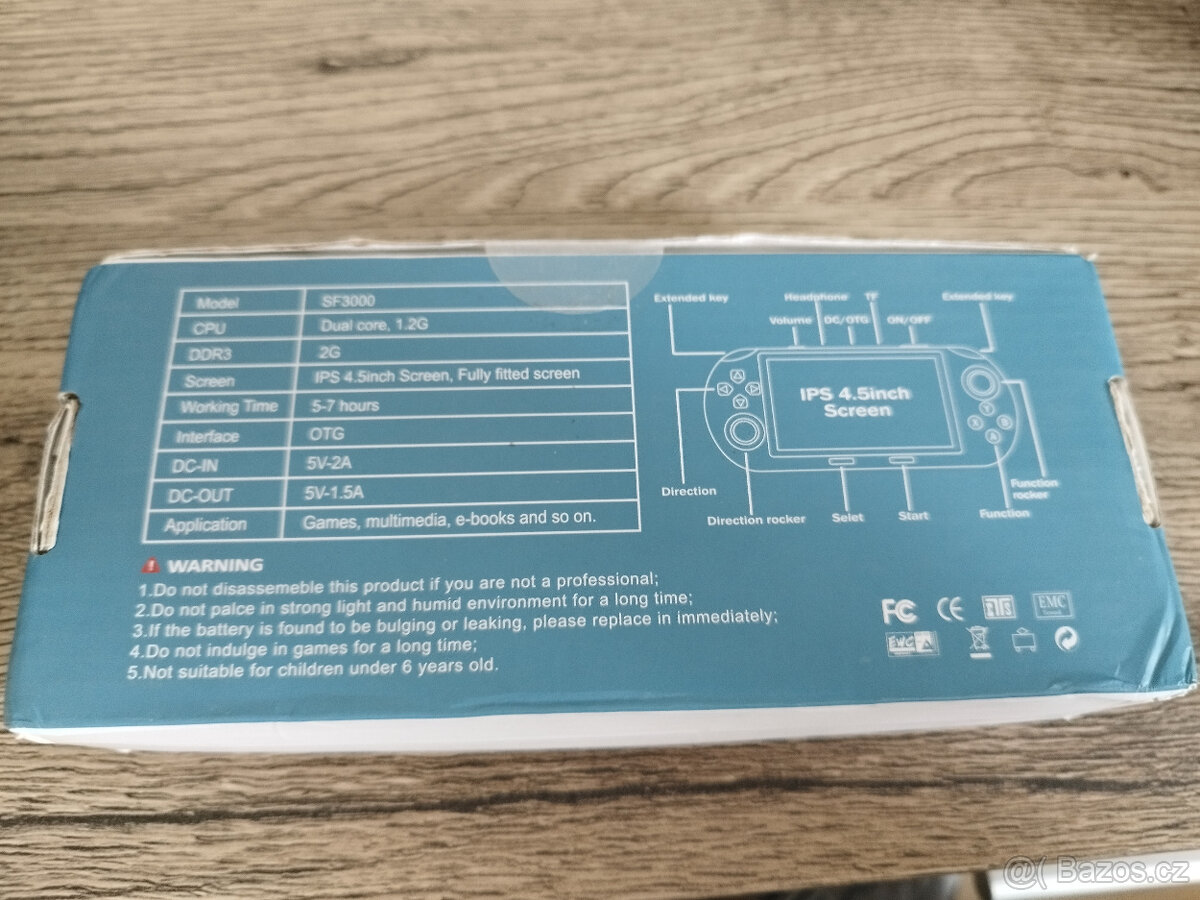 Model SF3000
CPU Dual core, 1.2G
DDR3 2G
Screen IPS 4.5inch Screen, Fully fitted screen
Working Time 5-7 hours
Interface OTG
DC-IN 5V-2A
DC-OUT 5V-1.5A
Application Games, multimedia, e-books and so on.
Extended key Headphone TF Extended key
Volume DC/OTG ON/OFF
IPS 4.5inch
Screen
Y
X B
A
Direction
Function
rocker
Direction rocker Selet Start Function
WARNING
1.Do not disassemeble this product if you are not a professional;
2.Do not palce in strong light and humid environment for a long time;
3.If the battery is found to be bulging or leaking, please replace in immediately;
4.Do not indulge in games for a long time;
5.Not suitable for children under 6 years old.
FC CE EMC
@( Bazos.cz